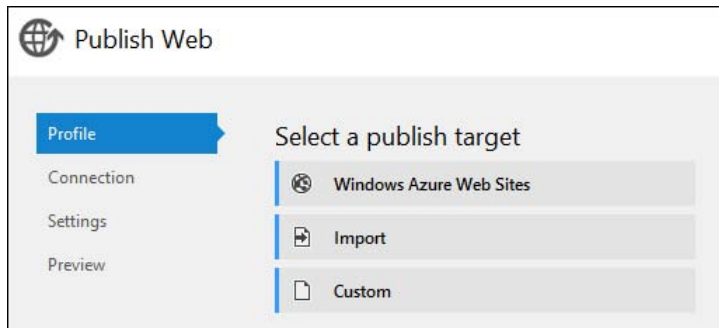 Publish Web
Profile
Connection
Settings
Preview
Select a publish target
Windows Azure Web Sites
Import
Custom